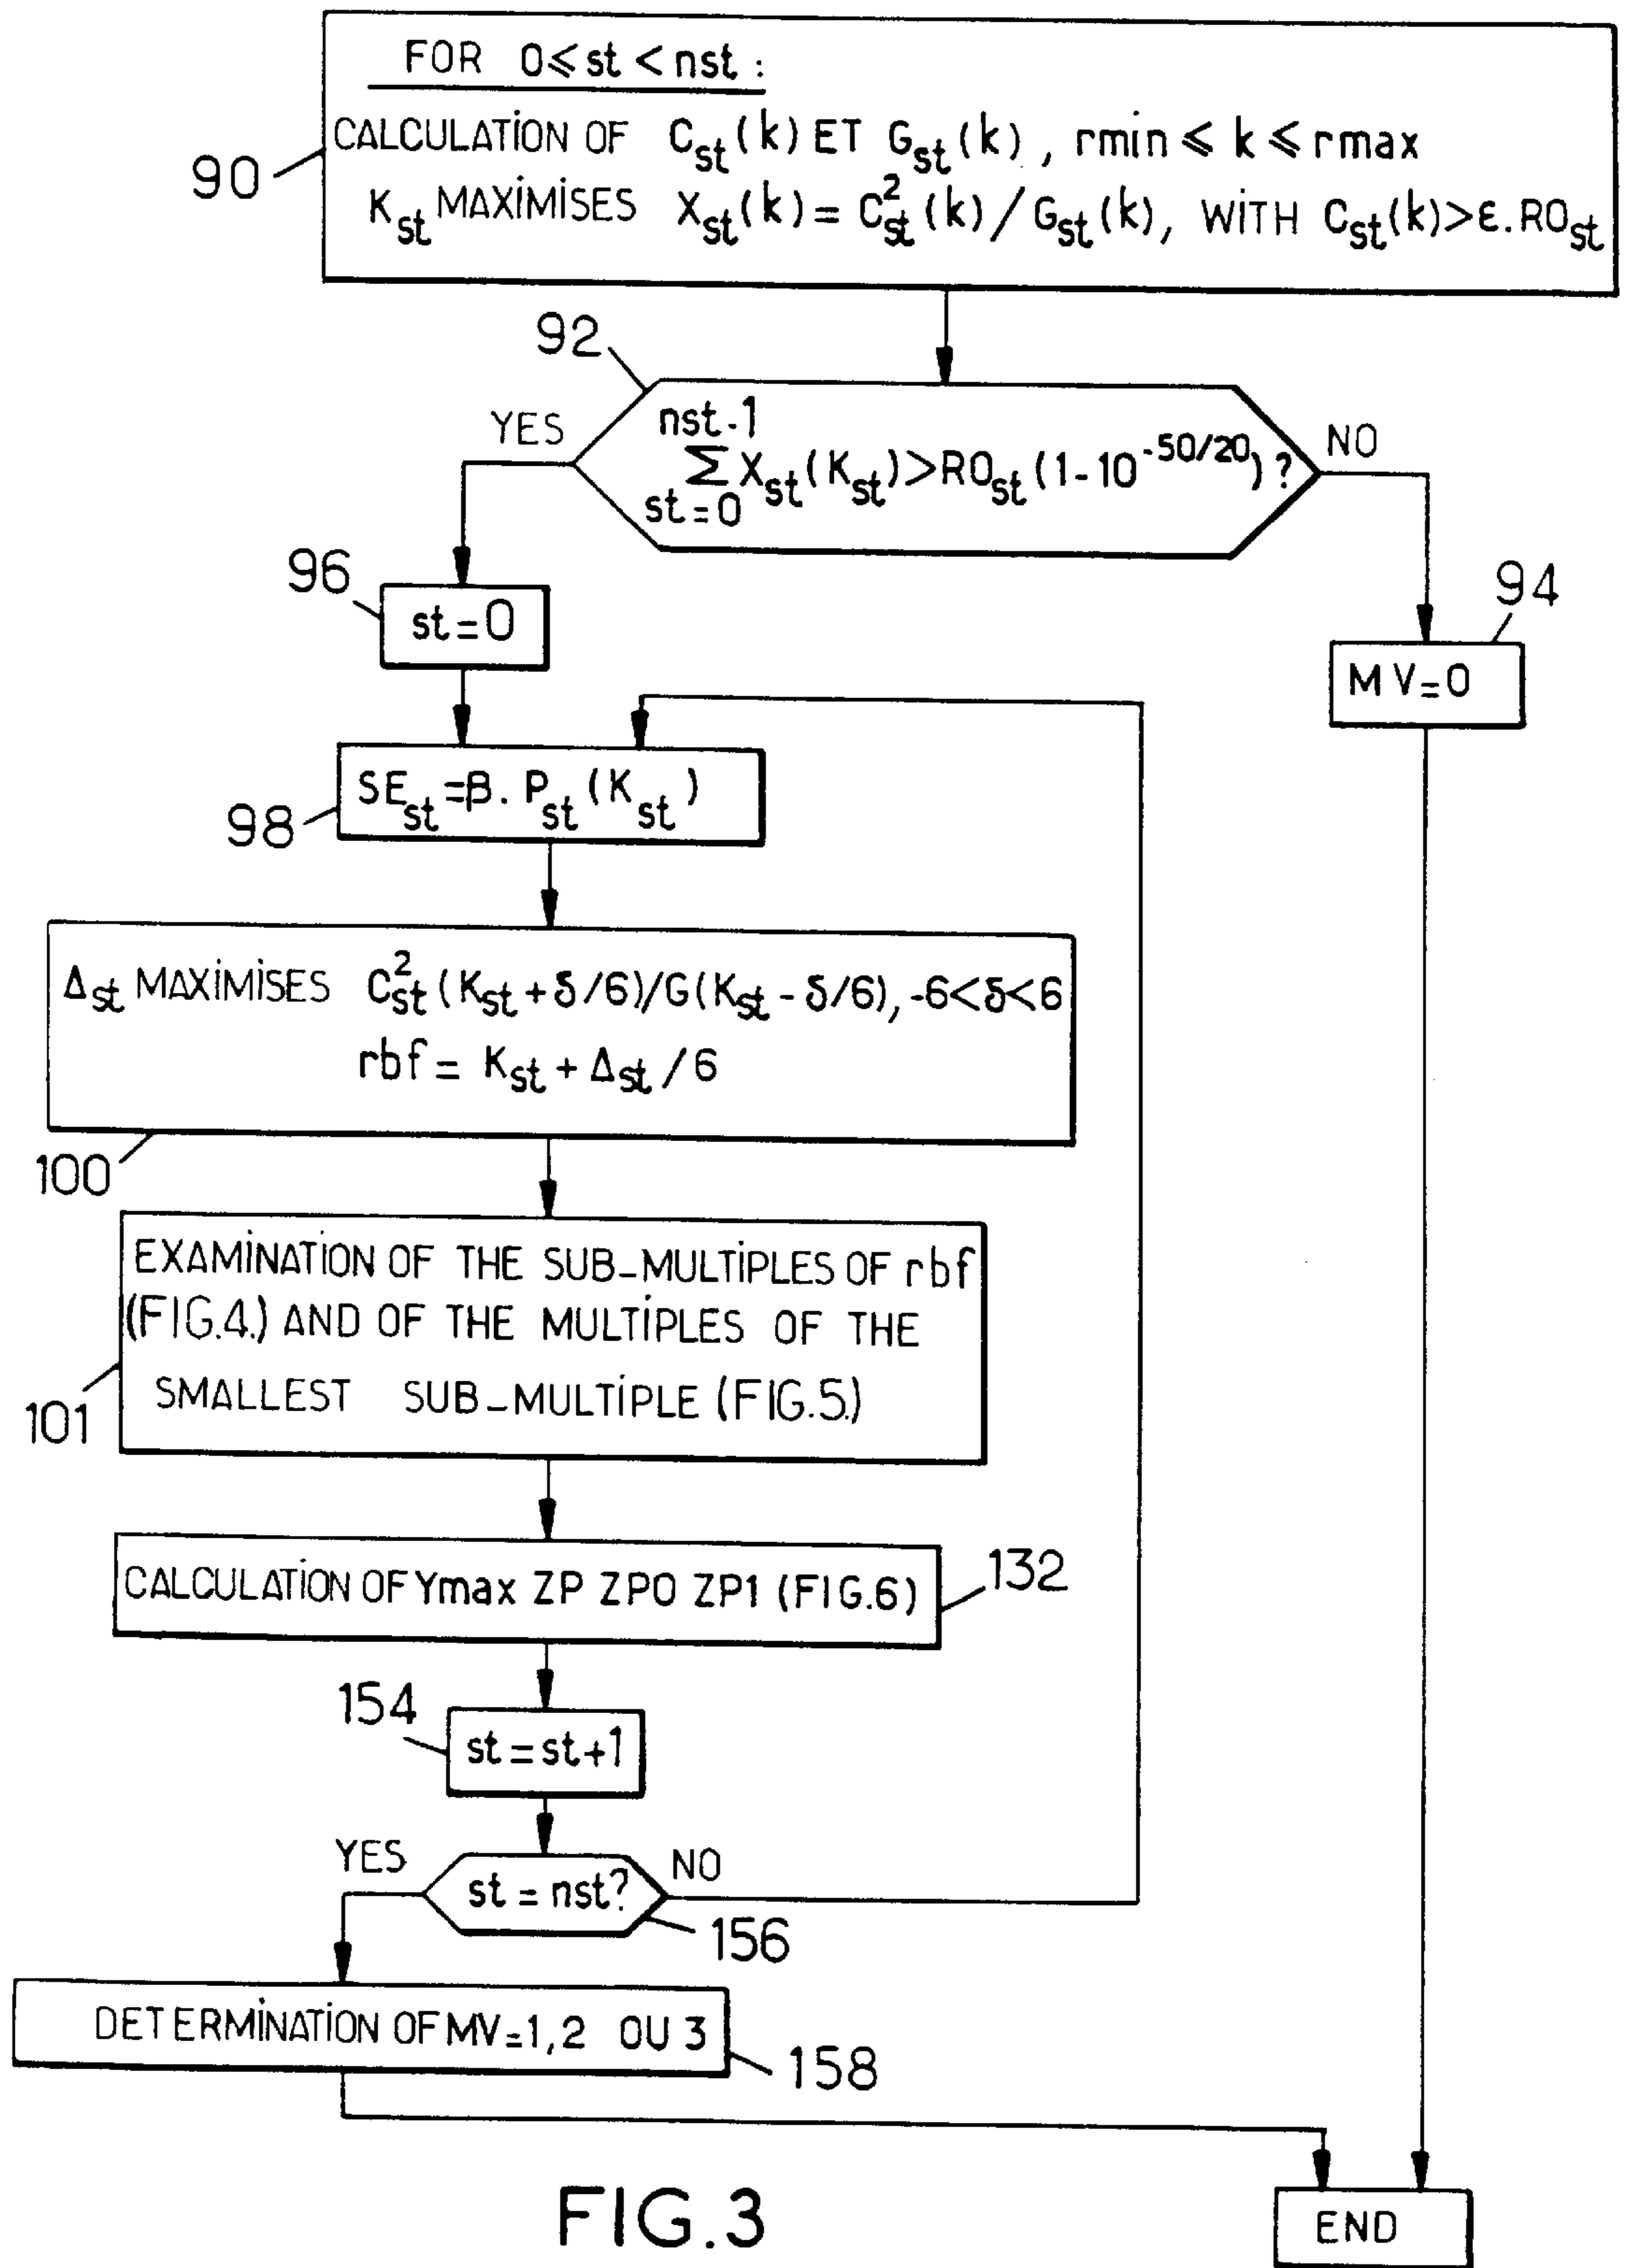 FOR 0≤st<nst:
CALCULATION OF C_st(k) ET G_st(k), rmin ≤ k ≤ rmax
K_st MAXIMISES X_st(k)=C²_st(k)/G_st(k), WITH C_st(k)>ε.RO_st
90
92
YES
nst-1
Σ X_st(K_st)>RO_st(1-10^-50/20)?
st=0
NO
96
st=0
94
MV=0
SE_st=β.P_st(K_st)
98
Δ_st MAXIMISES C²_st(K_st+δ/6)/G(K_st-δ/6),-6<δ<6
rbf=K_st+Δ_st/6
100
EXAMINATION OF THE SUB-MULTIPLES OF rbf
(FIG.4.) AND OF THE MULTIPLES OF THE
SMALLEST SUB-MULTIPLE (FIG.5.)
101
CALCULATION OF Ymax ZP ZP0 ZP1 (FIG.6)
132
154
st=st+1
YES
st=nst?
NO
156
DETERMINATION OF MV=1,2 OU 3
158
END
FIG.3